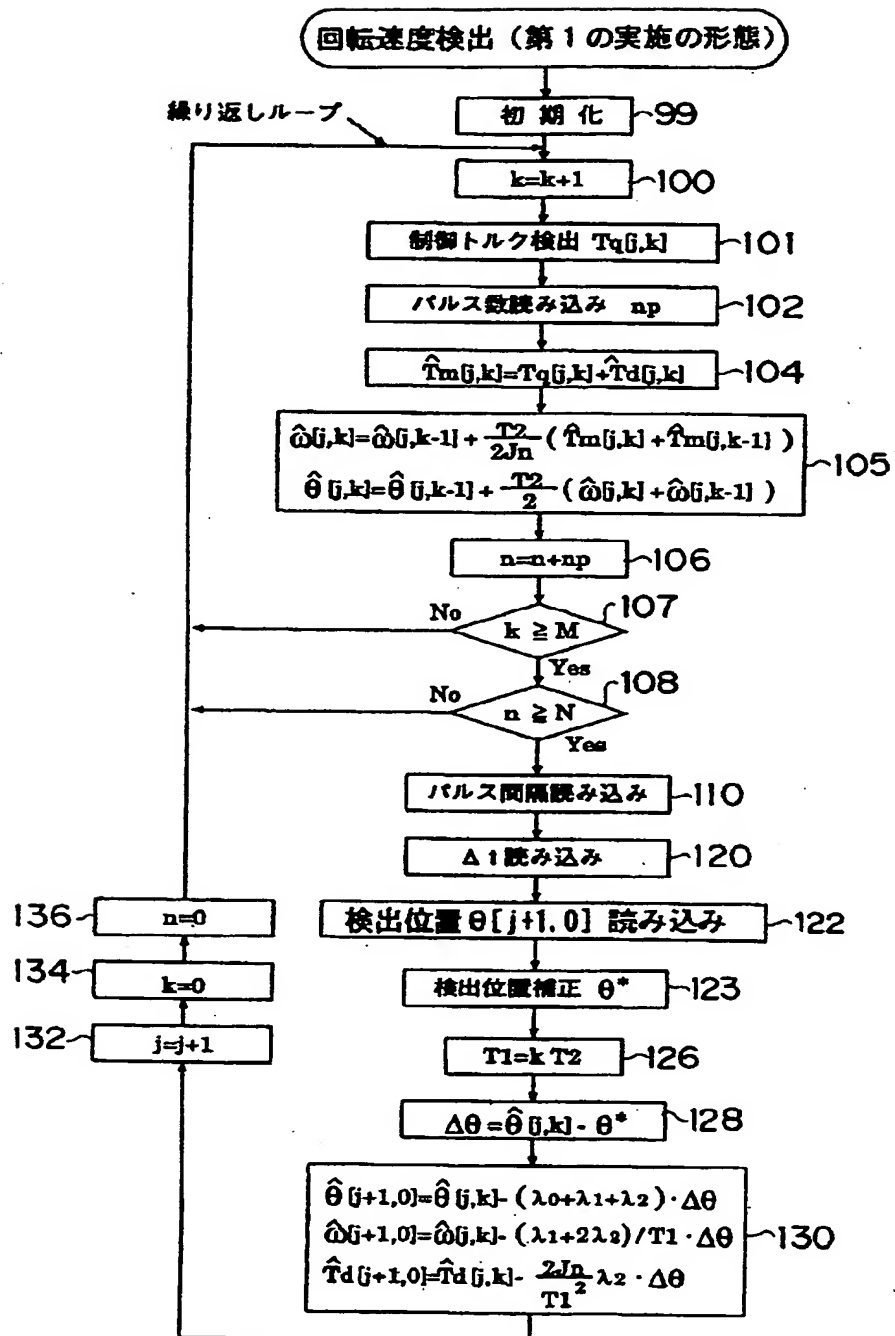 回転速度検出（第1の実施の形態）
繰り返しループ
初期化 99
k=k+1 100
制御トルク検出 Tq[j,k] 101
パルス数読み込み np 102
T̂m[j,k]=Tq[j,k]+T̂d[j,k] 104
ω̂[j,k]=ω̂[j,k-1]+T2/2Jn(T̂m[j,k]+T̂m[j,k-1])
θ̂[j,k]=θ̂[j,k-1]+T2/2(ω̂[j,k]+ω̂[j,k-1])
105
n=n+np 106
No k ≧ M 107
Yes
No n ≧ N 108
Yes
パルス間隔読み込み 110
Δt読み込み 120
検出位置θ[j+1.0] 読み込み 122
検出位置補正 θ* 123
T1=k T2 126
Δθ=θ̂[j,k]-θ* 128
θ̂[j+1,0]=θ̂[j,k]-(λ0+λ1+λ2)·Δθ
ω̂[j+1,0]=ω̂[j,k]-(λ1+2λ2)/T1·Δθ
T̂d[j+1,0]=T̂d[j,k]-2Jn/T1²λ2·Δθ
130
136 n=0
134 k=0
132 j=j+1